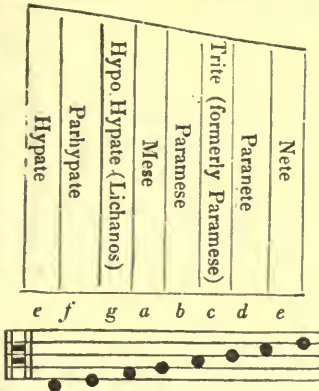 Hypate
Parhypate
Hypo Hypate (Lichanos)
Mese
Paramese
Trite (formerly Paramese)
Paranete
Nete
e f g a b c d e